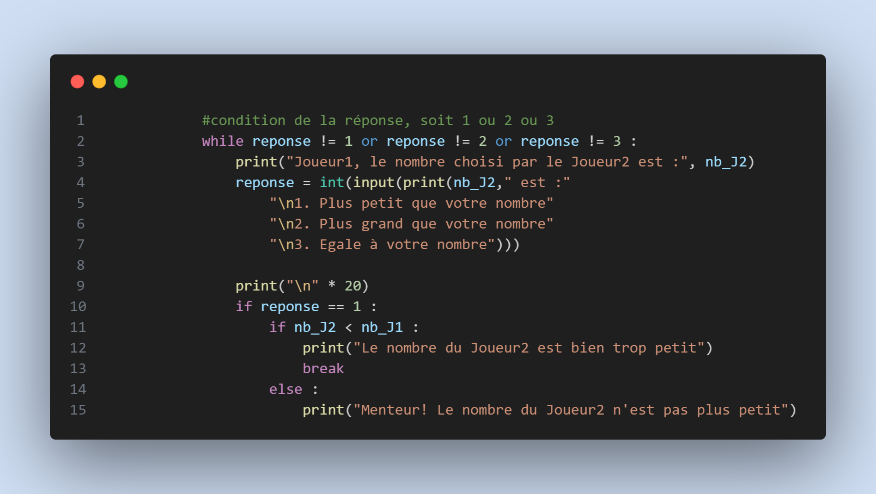 1 #condition de la réponse, soit 1 ou 2 ou 3
2 while reponse != 1 or reponse != 2 or reponse != 3 :
3 print("Joueur1, le nombre choisi par le Joueur2 est :", nb_J2)
4 reponse = int(input(print(nb_J2," est :"
5 "\n1. Plus petit que votre nombre"
6 "\n2. Plus grand que votre nombre"
7 "\n3. Egale à votre nombre")))
8
9 print("\n" * 20)
10 if reponse == 1 :
11 if nb_J2 < nb_J1 :
12 print("Le nombre du Joueur2 est bien trop petit")
13 break
14 else :
15 print("Menteur! Le nombre du Joueur2 n'est pas plus petit")